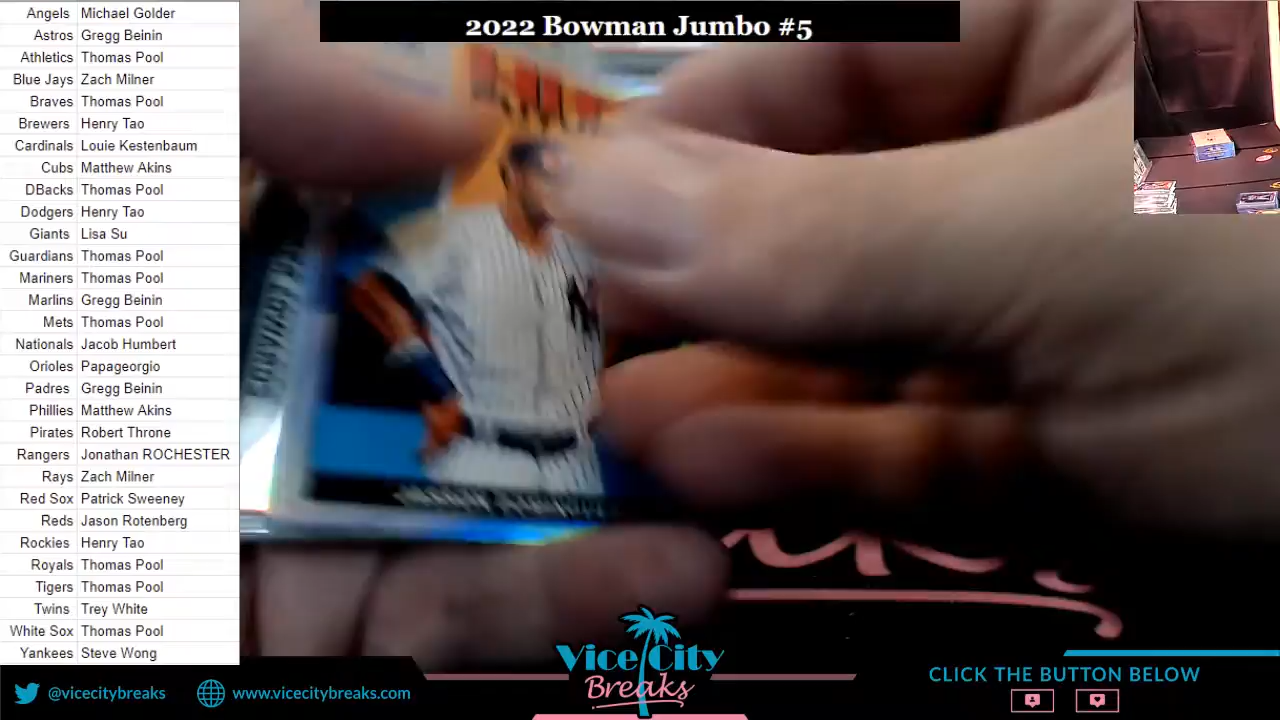 2022 Bowman Jumbo #5
Angels Michael Golder
Astros Gregg Beinin
Athletics Thomas Pool
Blue Jays Zach Milner
Braves Thomas Pool
Brewers Henry Tao
Cardinals Louie Kestenbaum
Cubs Matthew Akins
DBacks Thomas Pool
Dodgers Henry Tao
Giants Lisa Su
Guardians Thomas Pool
Mariners Thomas Pool
Marlins Gregg Beinin
Mets Thomas Pool
Nationals Jacob Humbert
Orioles Papageorgio
Padres Gregg Beinin
Phillies Matthew Akins
Pirates Robert Throne
Rangers Jonathan ROCHESTER
Rays Zach Milner
Red Sox Patrick Sweeney
Reds Jason Rotenberg
Rockies Henry Tao
Royals Thomas Pool
Tigers Thomas Pool
Twins Trey White
White Sox Thomas Pool
Yankees Steve Wong
@vicecitybreaks
www.vicecitybreaks.com
Vice City
Breaks
CLICK THE BUTTON BELOW